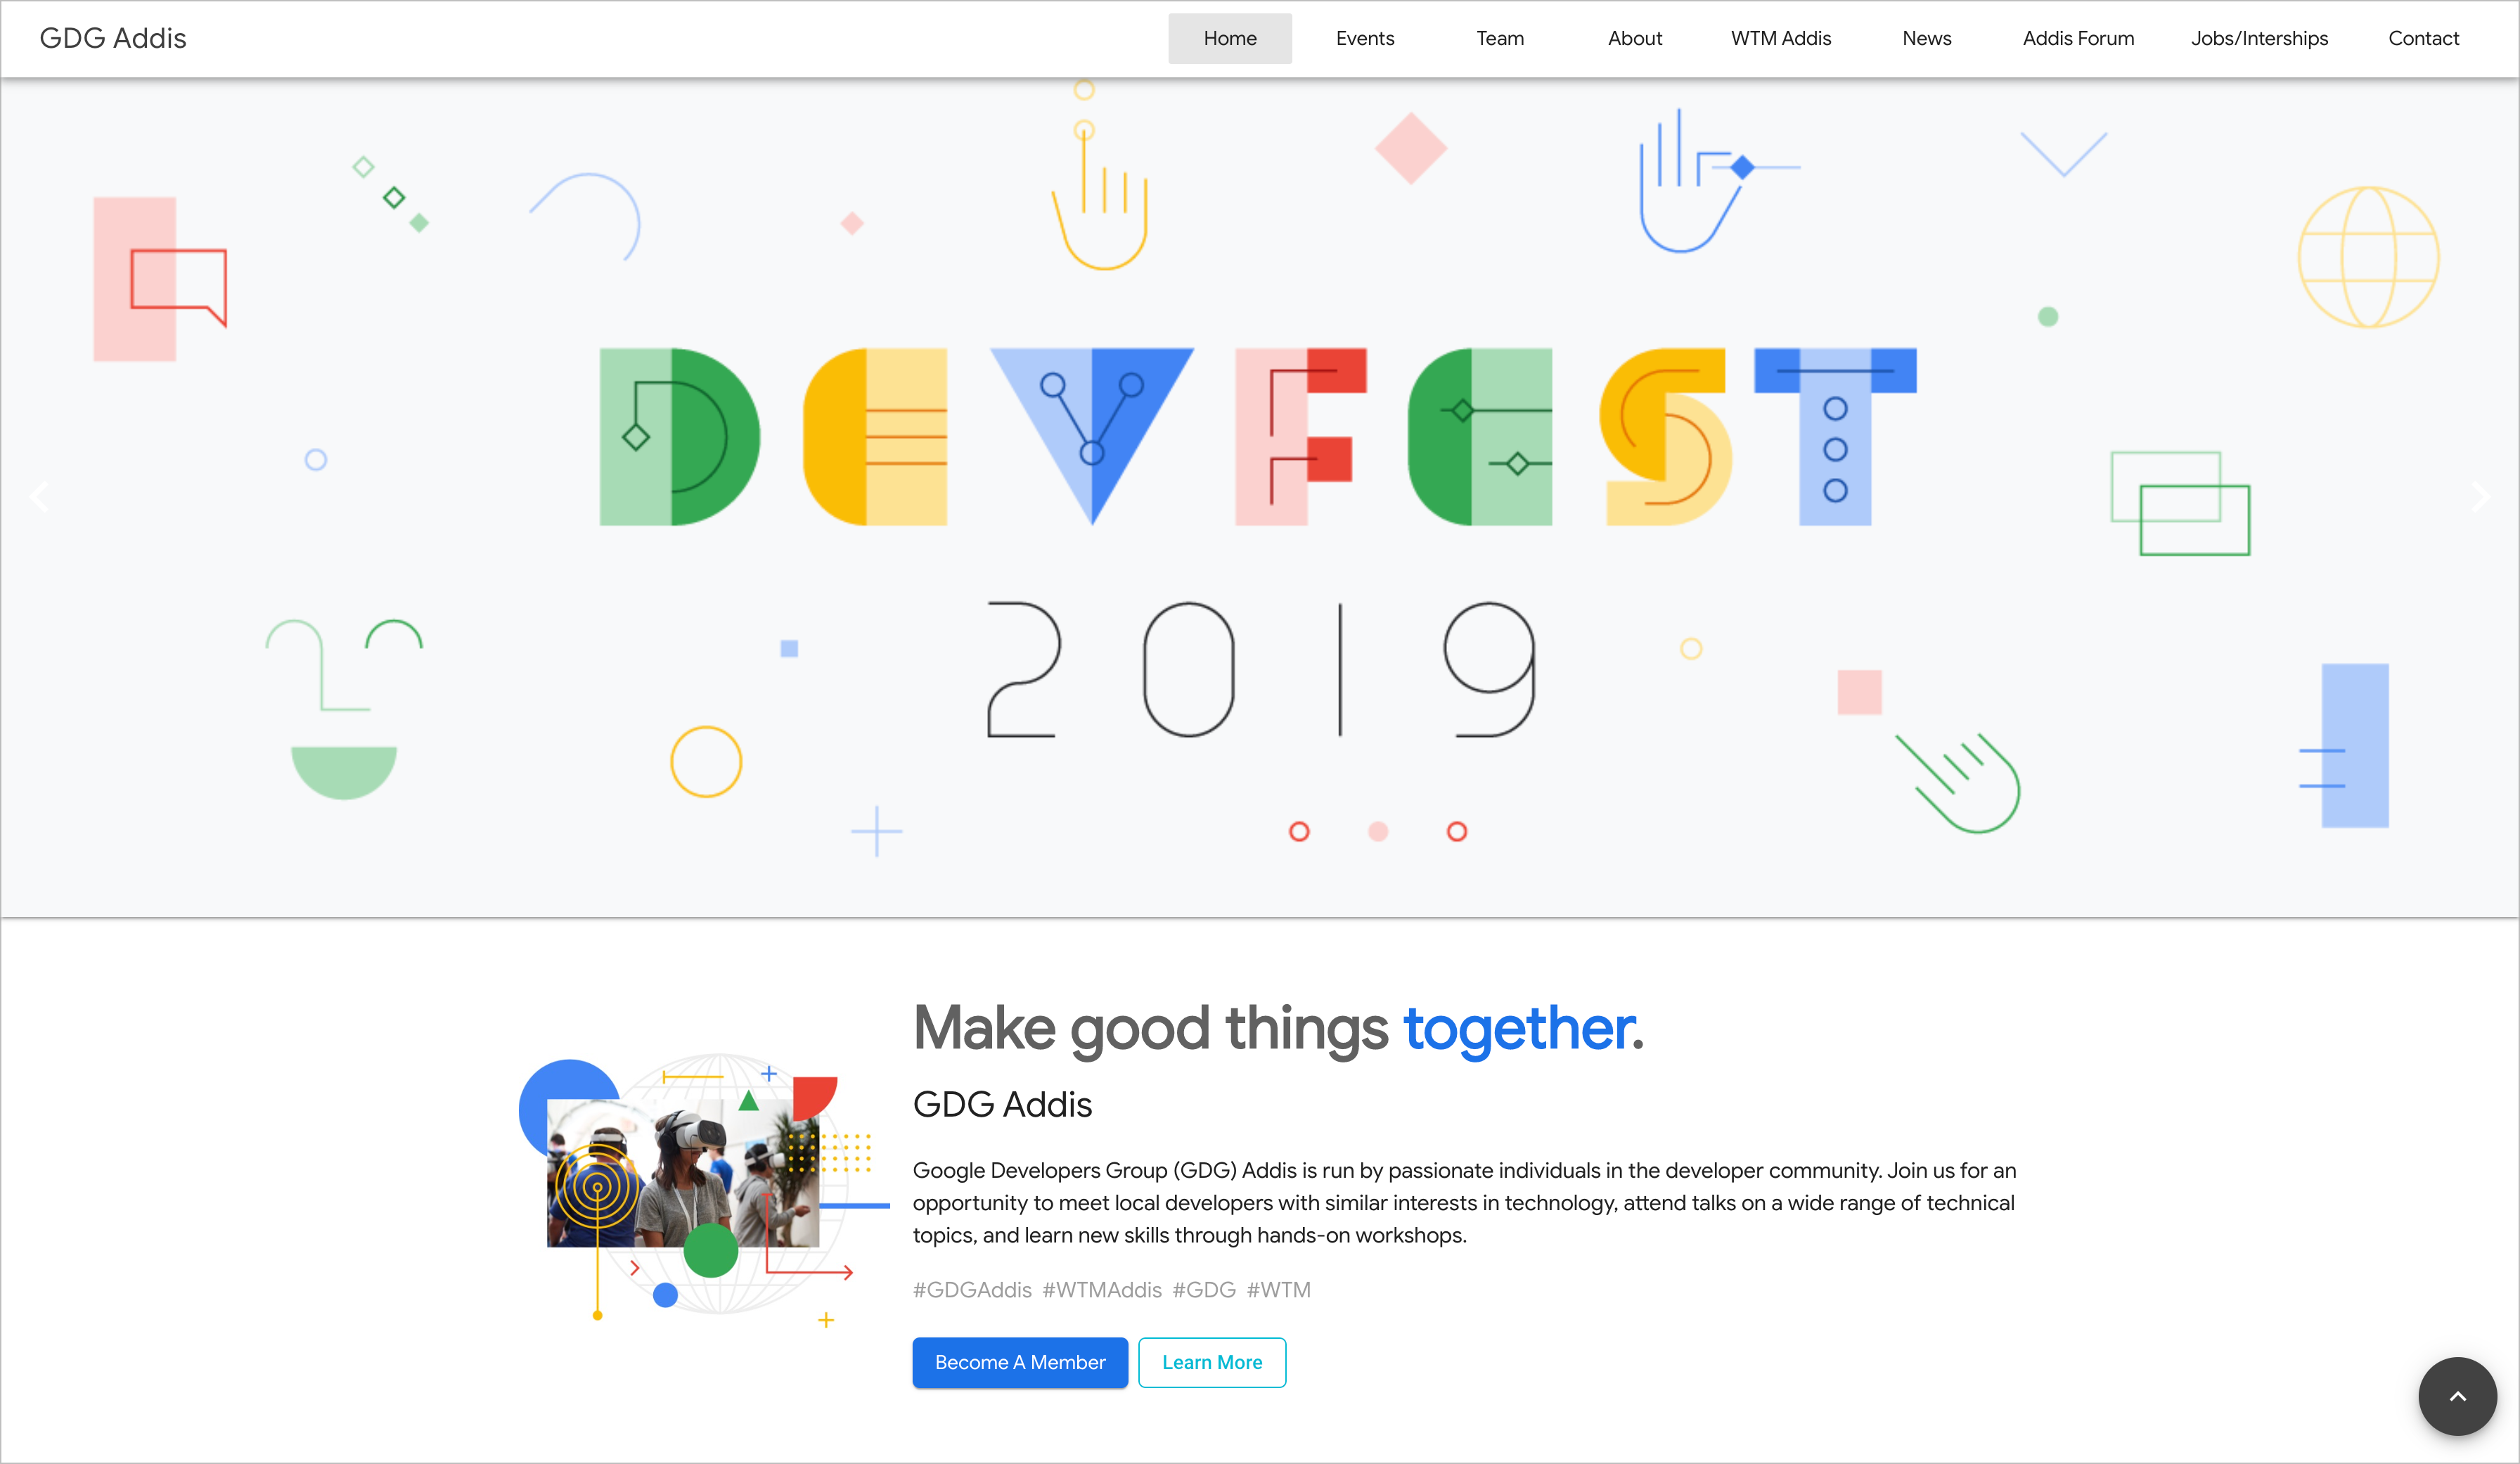 GDG Addis
Home Events Team About WTM Addis News Addis Forum Jobs/Interships Contact
DEVFEST
2019
Make good things together.
GDG Addis
Google Developers Group (GDG) Addis is run by passionate individuals in the developer community. Join us for an
opportunity to meet local developers with similar interests in technology, attend talks on a wide range of technical
topics, and learn new skills through hands-on workshops.
#GDGAddis #WTMAddis #GDG #WTM
Become A Member Learn More